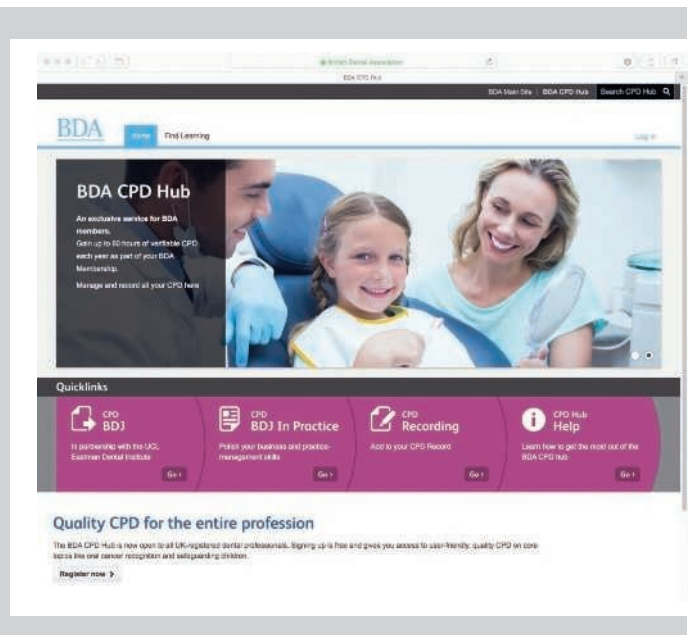 British Dental Association
BDA CPD Hub
BDA Main Site | BDA CPD Hub Search CPD Hub
BDA Home Find Learning Log in
BDA CPD Hub
An exclusive service for BDA
members.
Gain up to 60 hours of verifiable CPD
each year as part of your BDA
Membership.
Manage and record all your CPD here
Quicklinks
CPD
BDJ
In partnership with the UCL
Eastman Dental Institute
Go ›
CPD
BDJ In Practice
Polish your business and practice-
management skills
Go ›
CPD
Recording
Add to your CPD Record
Go ›
CPD Hub
Help
Learn how to get the most out of the
BDA CPD hub
Go ›
Quality CPD for the entire profession
The BDA CPD Hub is now open to all UK-registered dental professionals. Signing up is free and gives you access to user-friendly, quality CPD on core
topics like oral cancer recognition and safeguarding children.
Register now ›